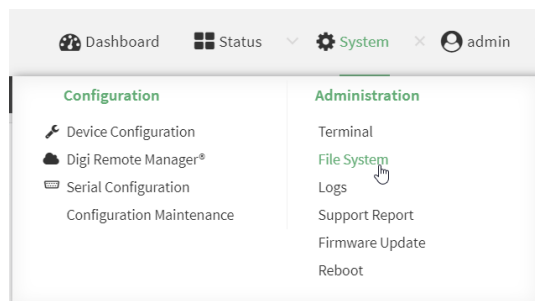 Dashboard Status System admin
Configuration
Device Configuration
Digi Remote Manager®
Serial Configuration
Configuration Maintenance
Administration
Terminal
File System
Logs
Support Report
Firmware Update
Reboot